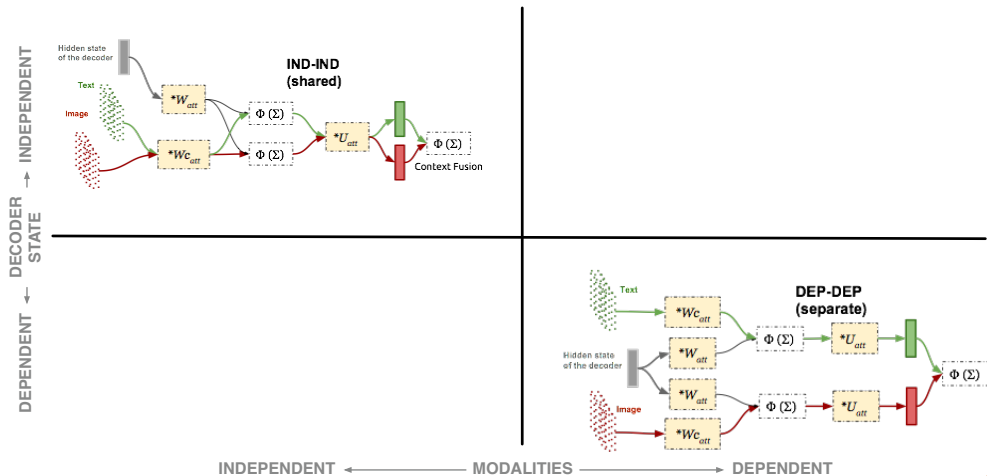 Hidden state
of the decoder
IND-IND
(shared)
Text
*W_att
Φ (Σ)
Image
*Wc_att
Φ (Σ)
*U_att
Φ (Σ)
Context Fusion
INDEPENDENT
DECODER
STATE
DEPENDENT
Text
DEP-DEP
(separate)
*Wc_att
Φ (Σ)
*U_att
Hidden state
of the decoder
*W_att
Φ (Σ)
*W_att
Image
Φ (Σ)
*U_att
*Wc_att
INDEPENDENT
MODALITIES
DEPENDENT